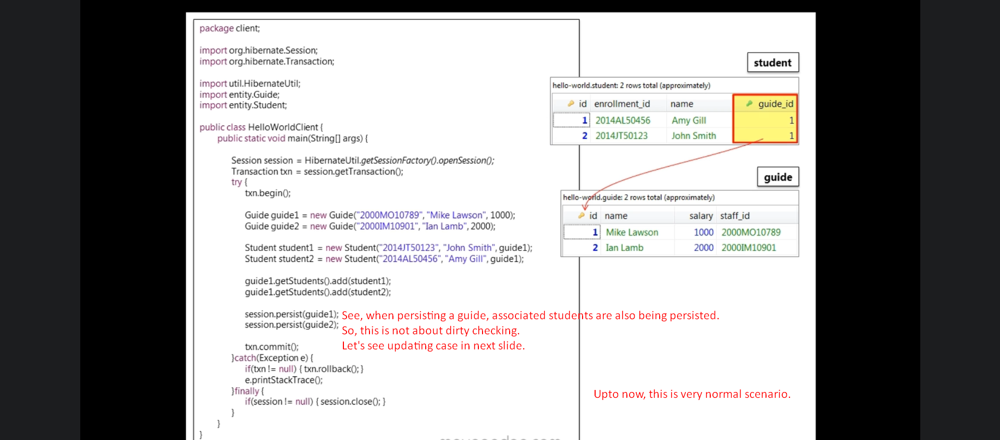 package client;
import org.hibernate.Session;
import org.hibernate.Transaction;
import util.HibernateUtil;
import entity.Guide;
import entity.Student;
public class HelloWorldClient {
public static void main(String[] args) {
Session session = HibernateUtil.getSessionFactory().openSession();
Transaction txn = session.getTransaction();
try {
txn.begin();
Guide guide1 = new Guide("2000MO10789", "Mike Lawson", 1000);
Guide guide2 = new Guide("2000IM10901", "Ian Lamb", 2000);
Student student1 = new Student("2014JT50123", "John Smith", guide1);
Student student2 = new Student("2014AL50456", "Amy Gill", guide1);
guide1.getStudents().add(student1);
guide1.getStudents().add(student2);
session.persist(guide1);
session.persist(guide2);
txn.commit();
}catch(Exception e) {
if(txn != null) { txn.rollback(); }
e.printStackTrace();
}finally {
if(session != null) { session.close(); }
}
}
}
See, when persisting a guide, associated students are also being persisted.
So, this is not about dirty checking.
Let's see updating case in next slide.
student
hello-world.student: 2 rows total (approximately)
id enrollment_id name guide_id
1 2014AL50456 Amy Gill 1
2 2014JT50123 John Smith 1
guide
hello-world.guide: 2 rows total (approximately)
id name salary staff_id
1 Mike Lawson 1000 2000MO10789
2 Ian Lamb 2000 2000IM10901
Upto now, this is very normal scenario.